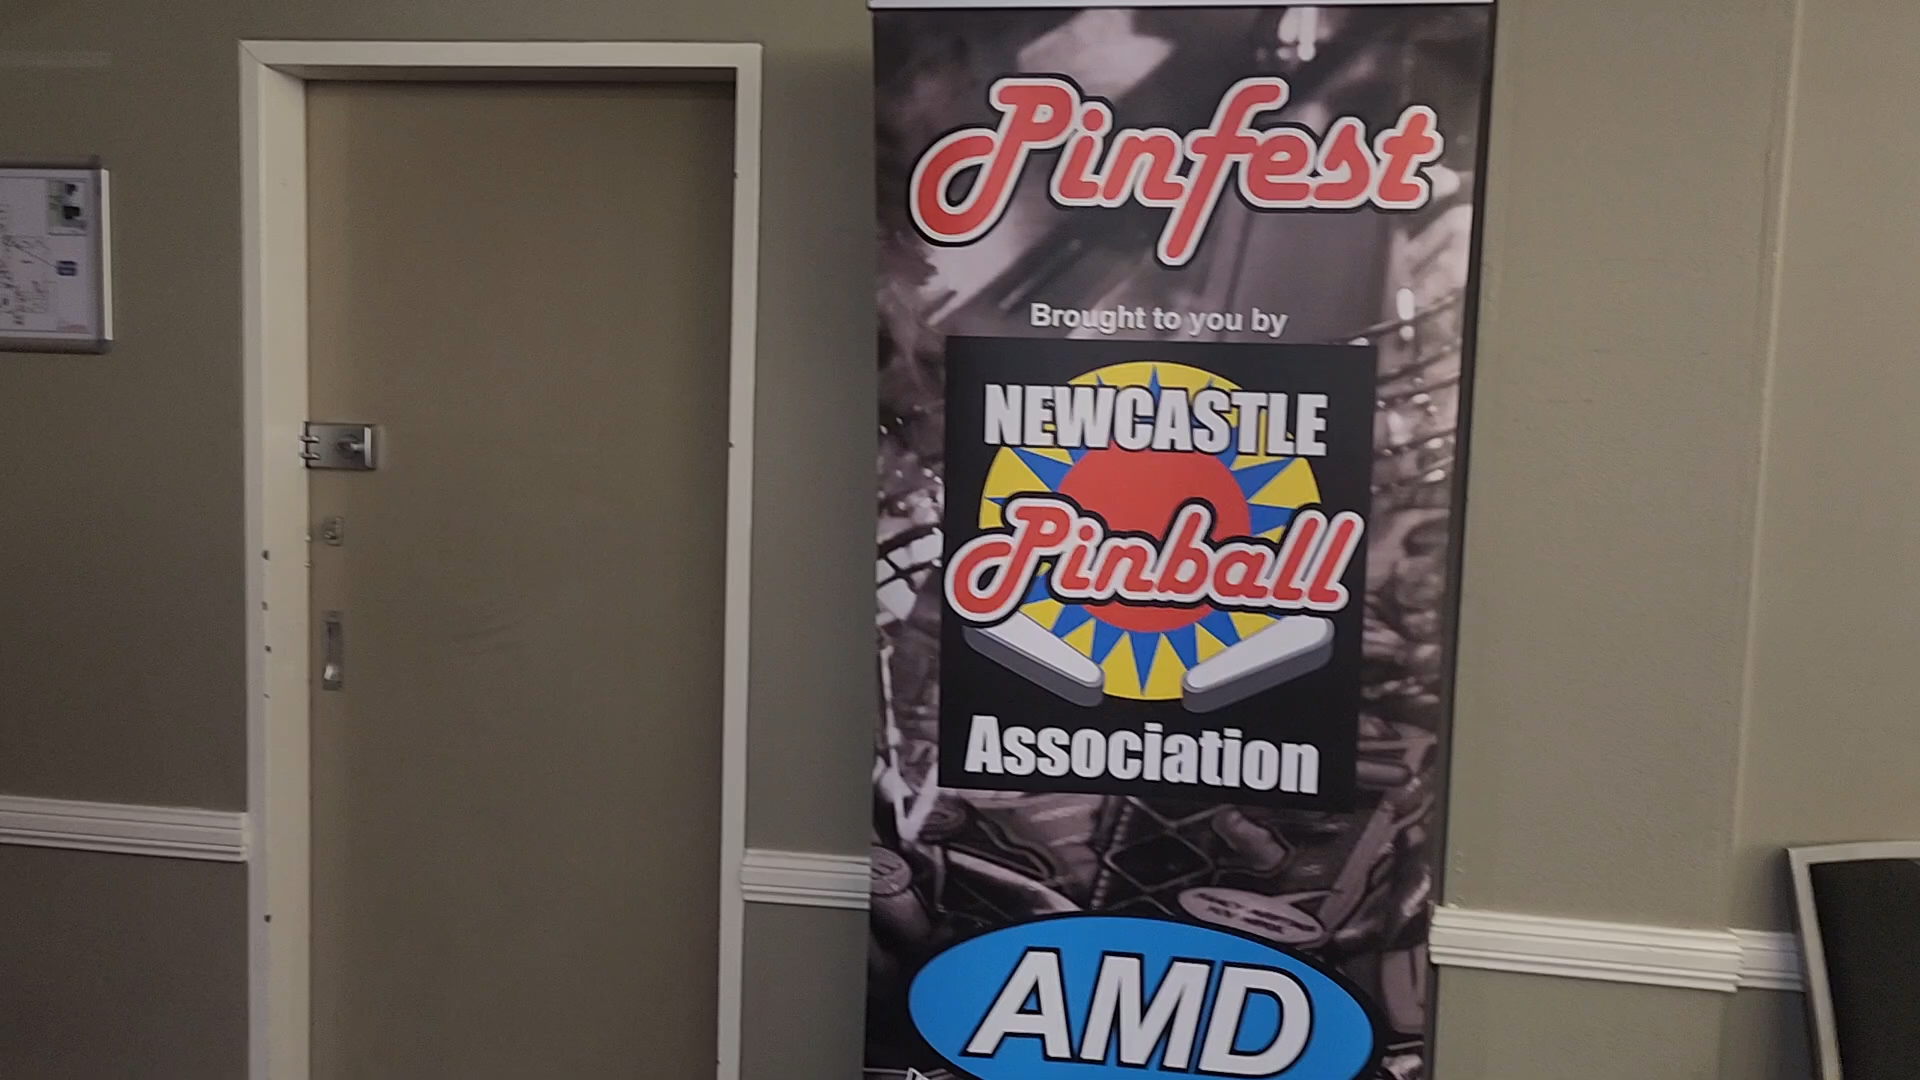 Pinfest
Brought to you by
NEWCASTLE
Pinball
Association
AMD